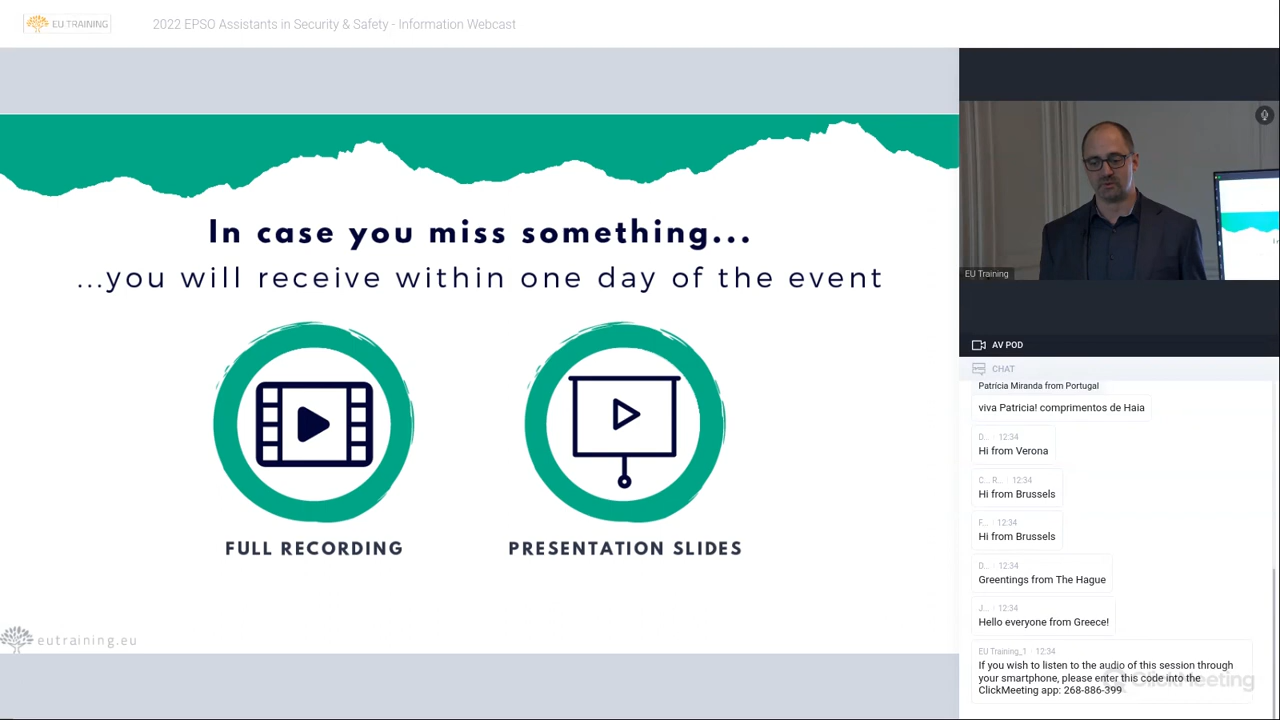 EU TRAINING
2022 EPSO Assistants in Security & Safety - Information Webcast
In case you miss something...
...you will receive within one day of the event
FULL RECORDING
PRESENTATION SLIDES
eutraining.eu
EU Training
AV POD
CHAT
Patrícia Miranda from Portugal
viva Patricia! comprimentos de Haia
D... · 12:34
Hi from Verona
C... R... · 12:34
Hi from Brussels
F... · 12:34
Hi from Brussels
D... · 12:34
Greentings from The Hague
J... · 12:34
Hello everyone from Greece!
EU Training_1 · 12:34
If you wish to listen to the audio of this session through
your smartphone, please enter this code into the
ClickMeeting app: 268-886-399
ClickMeeting